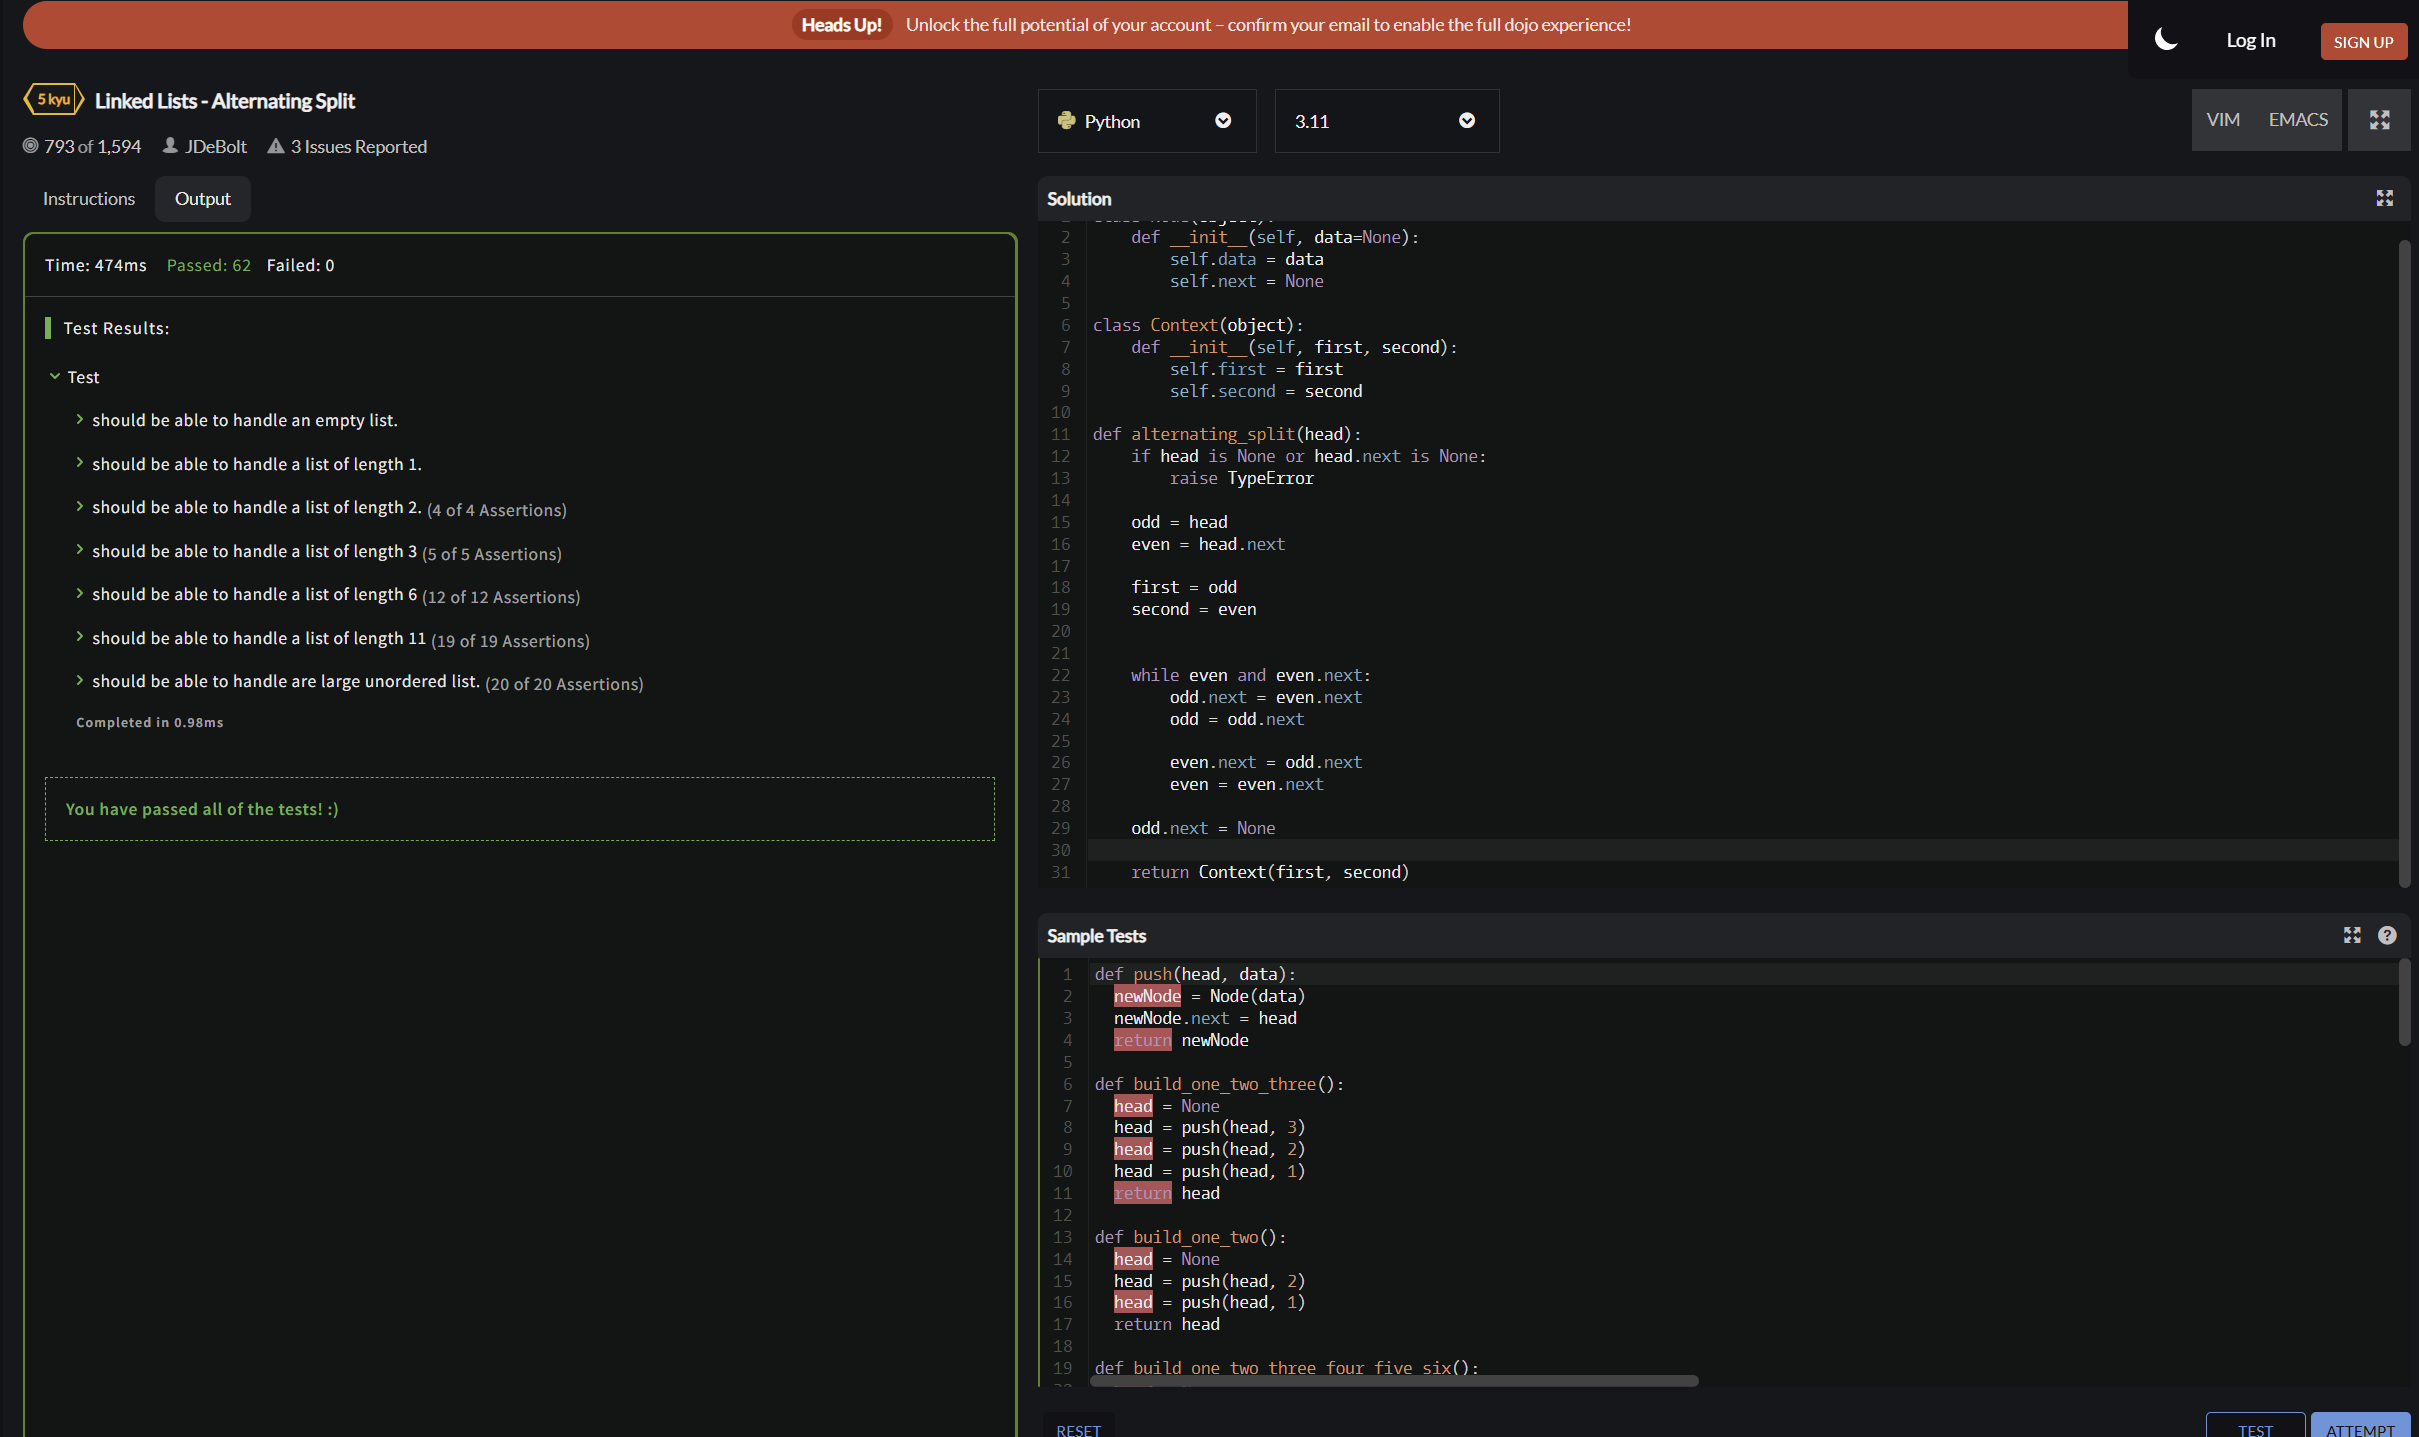 Heads Up! Unlock the full potential of your account – confirm your email to enable the full dojo experience!
Log In
SIGN UP
5 kyu
Linked Lists - Alternating Split
793 of 1,594
JDeBolt
3 Issues Reported
Python
3.11
VIM
EMACS
Instructions
Output
Time: 474ms Passed: 62 Failed: 0
Test Results:
Test
should be able to handle an empty list.
should be able to handle a list of length 1.
should be able to handle a list of length 2. (4 of 4 Assertions)
should be able to handle a list of length 3 (5 of 5 Assertions)
should be able to handle a list of length 6 (12 of 12 Assertions)
should be able to handle a list of length 11 (19 of 19 Assertions)
should be able to handle are large unordered list. (20 of 20 Assertions)
Completed in 0.98ms
You have passed all of the tests! :)
Solution
2     def __init__(self, data=None):
3         self.data = data
4         self.next = None
5
6 class Context(object):
7     def __init__(self, first, second):
8         self.first = first
9         self.second = second
10
11 def alternating_split(head):
12     if head is None or head.next is None:
13         raise TypeError
14
15     odd = head
16     even = head.next
17
18     first = odd
19     second = even
20
21
22     while even and even.next:
23         odd.next = even.next
24         odd = odd.next
25
26         even.next = odd.next
27         even = even.next
28
29     odd.next = None
30
31     return Context(first, second)
Sample Tests
1 def push(head, data):
2   newNode = Node(data)
3   newNode.next = head
4   return newNode
5
6 def build_one_two_three():
7   head = None
8   head = push(head, 3)
9   head = push(head, 2)
10   head = push(head, 1)
11   return head
12
13 def build_one_two():
14   head = None
15   head = push(head, 2)
16   head = push(head, 1)
17   return head
18
19 def build_one_two_three_four_five_six():
RESET
TEST
ATTEMPT